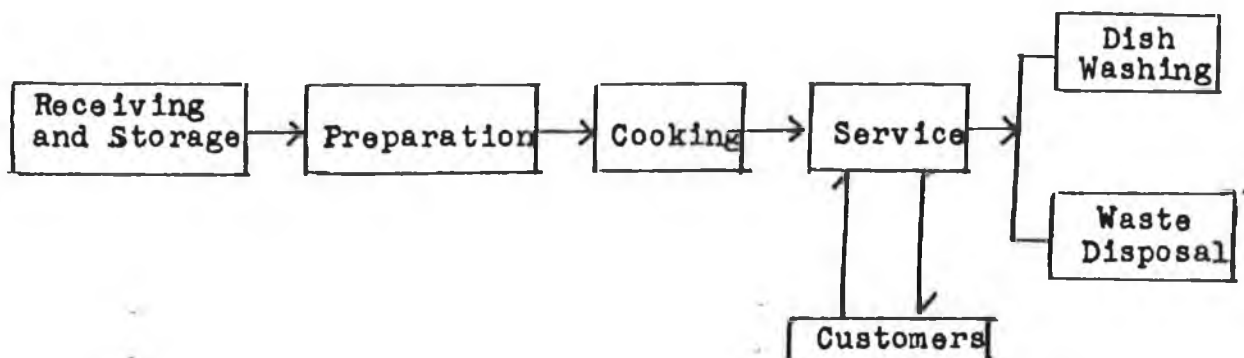 Receiving
and Storage
Preparation
Cooking
Service
Dish
Washing
Waste
Disposal
Customers